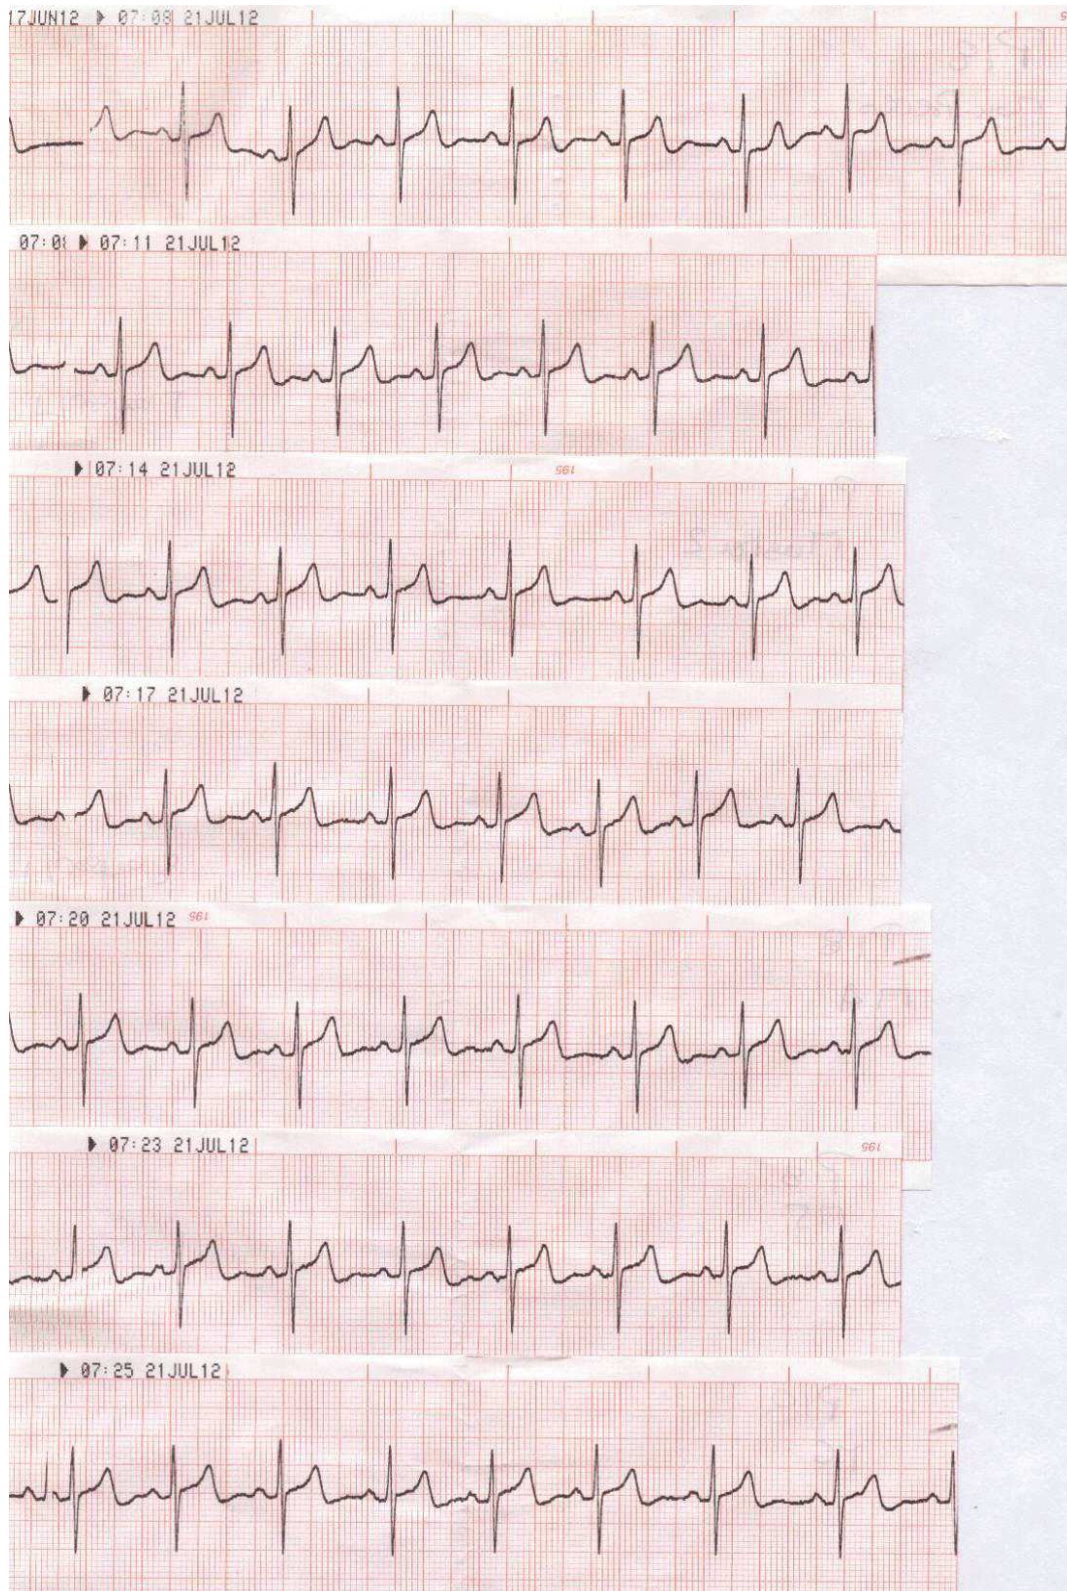 17JUN12 ▶ 07:08 21JUL12
▶ 07:11 21JUL12
▶ 07:14 21JUL12
195
▶ 07:17 21JUL12
▶ 07:20 21JUL12 195
▶ 07:23 21JUL12
195
▶ 07:25 21JUL12